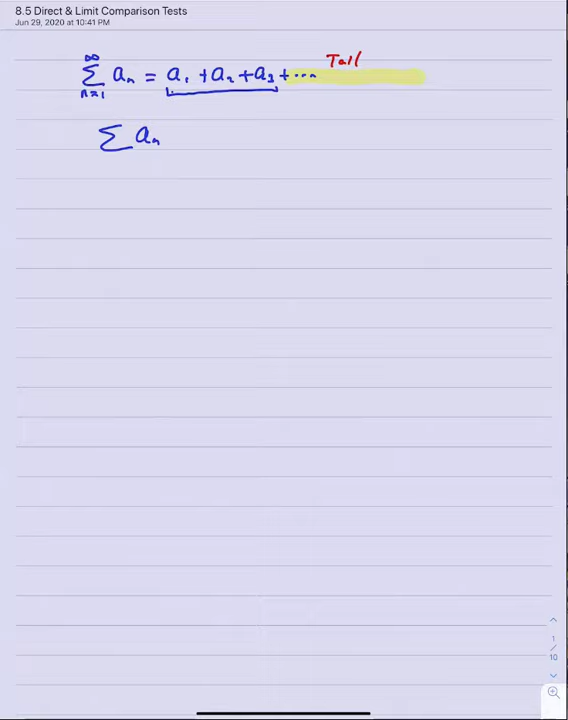 8.5 Direct & Limit Comparison Tests
Jun 29, 2020 at 10:41 PM
Tail
∞
∑ aₙ = a₁ + a₂ + a₃ + ...
n=1
∑ aₙ
1
/
10